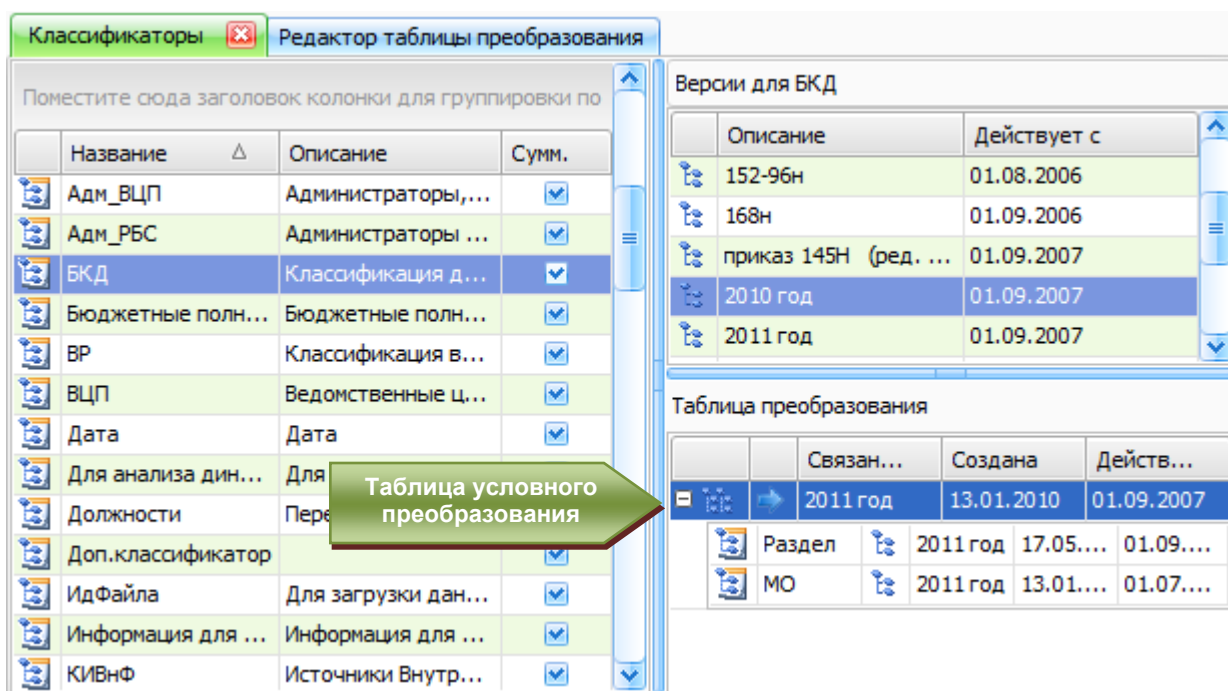 Классификаторы Редактор таблицы преобразования
Поместите сюда заголовок колонки для группировки по
Название Описание Сумм.
Адм_ВЦП Администраторы,...
Адм_РБС Администраторы ...
БКД Классификация д...
Бюджетные полн... Бюджетные полн...
ВР Классификация в...
ВЦП Ведомственные ц...
Дата Дата
Для анализа дин... Для
Должности Пере
Доп.классификатор
ИдФайла Для загрузки дан...
Информация для ... Информация для ...
КИВнФ Источники Внутр...
Таблица условного
преобразования
Версии для БКД
Описание Действует с
152-96н 01.08.2006
168н 01.09.2006
приказ 145Н (ред. ... 01.09.2007
2010 год 01.09.2007
2011 год 01.09.2007
Таблица преобразования
Связан... Создана Действ...
2011 год 13.01.2010 01.09.2007
Раздел 2011 год 17.05.... 01.09....
МО 2011 год 13.01.... 01.07....